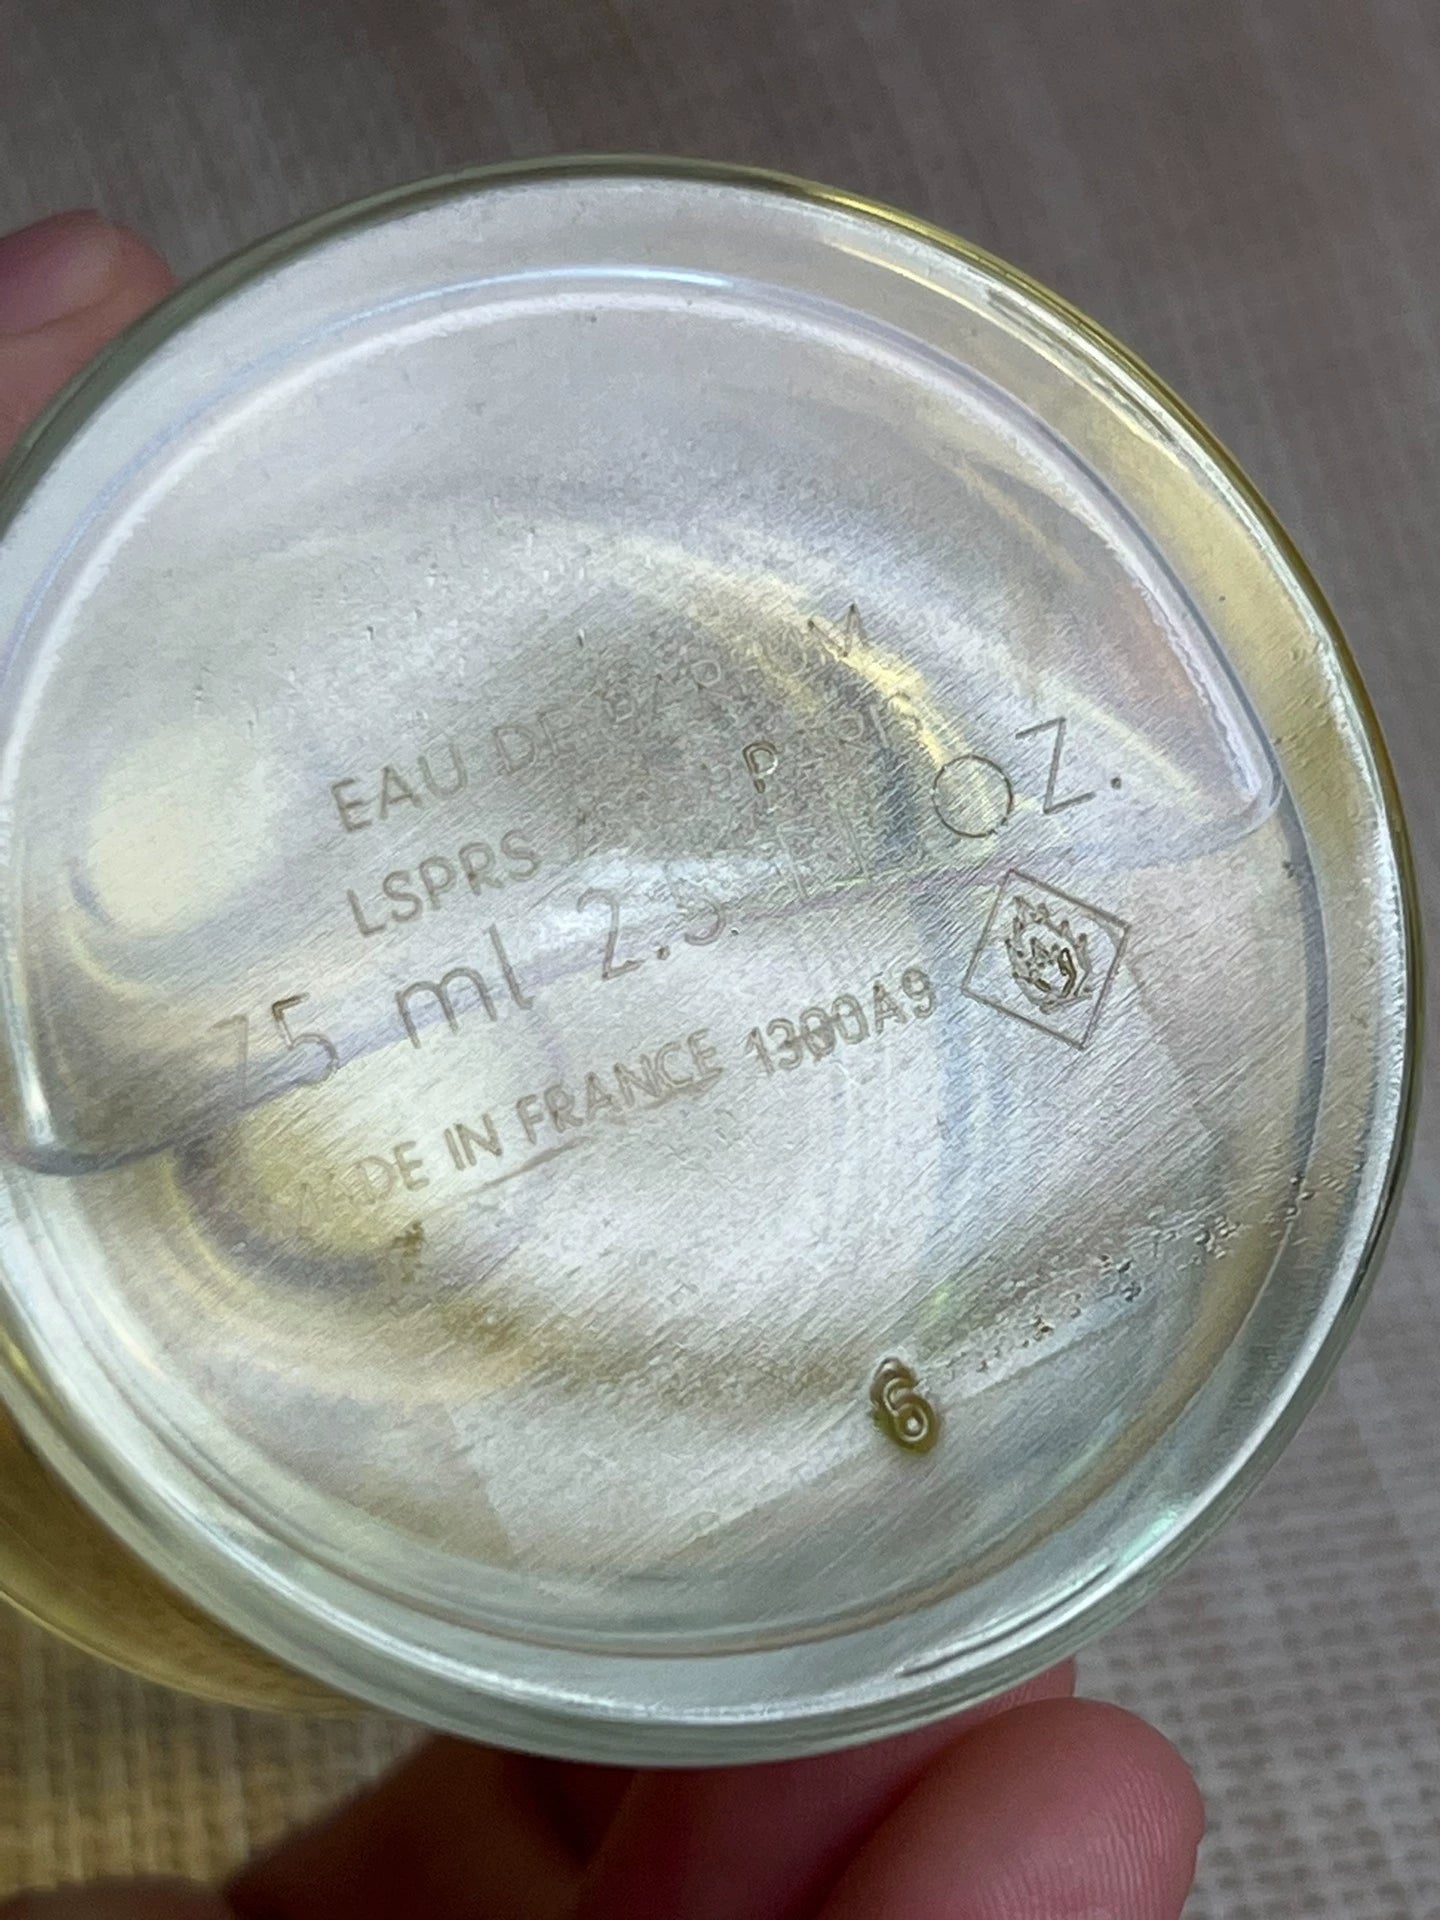 EAU DE PARFUM
LSPRS
75 ml 2.5 FL OZ.
MADE IN FRANCE 1300A9
6